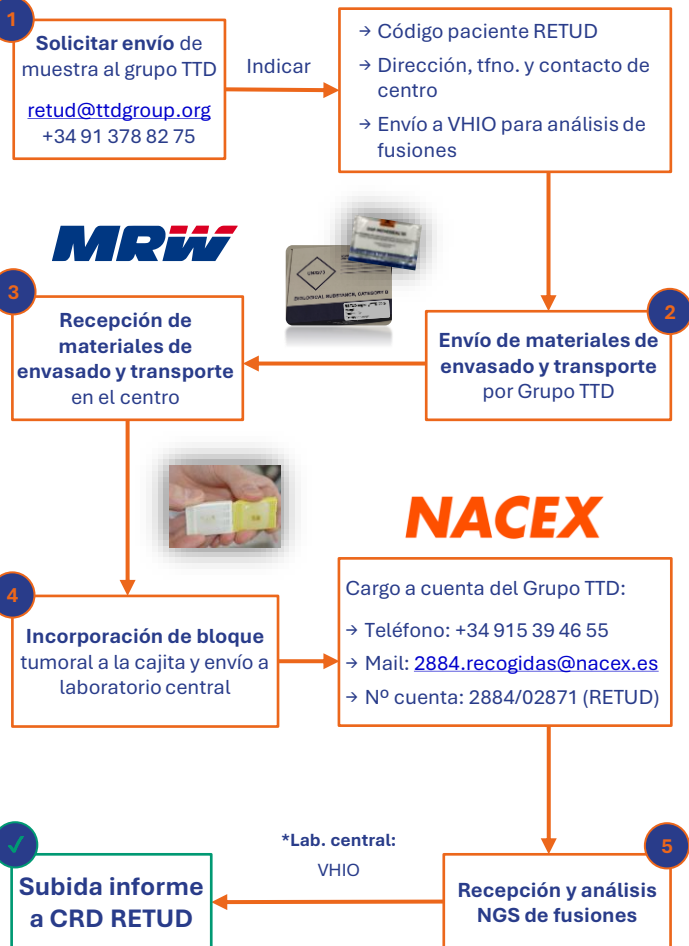 1
Solicitar envío de
muestra al grupo TTD
retud@ttdgroup.org
+34 91 378 82 75
Indicar
→ Código paciente RETUD
→ Dirección, tfno. y contacto de
centro
→ Envío a VHIO para análisis de
fusiones
MRW
BIOLOGICAL SUBSTANCE, CATEGORY B
2
Envío de materiales de
envasado y transporte
por Grupo TTD
3
Recepción de
materiales de
envasado y transporte
en el centro
NACEX
4
Incorporación de bloque
tumoral a la cajita y envío a
laboratorio central
Cargo a cuenta del Grupo TTD:
→ Teléfono: +34 915 39 46 55
→ Mail: 2884.recogidas@nacex.es
→ Nº cuenta: 2884/02871 (RETUD)
5
Recepción y análisis
NGS de fusiones
*Lab. central:
VHIO
✓
Subida informe
a CRD RETUD